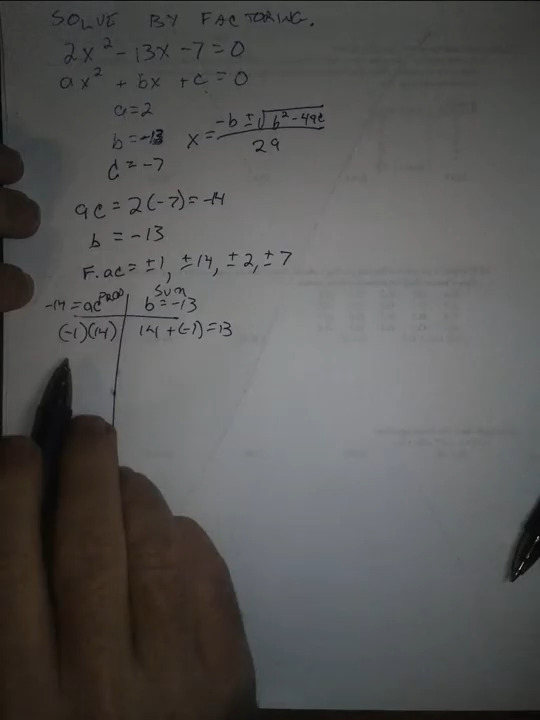 SOLVE BY FACTORING.
2x² - 13x - 7 = 0
ax² + bx + c = 0
a = 2
b = -13
x = (-b ± √(b² - 4ac)) / 2a
c = -7
ac = 2(-7) = -14
b = -13
F. ac = ±1, ±14, ±2, ±7
PROD SUM
-14 = ac | b = -13
(-1)(14) | 14 + (-1) = 13